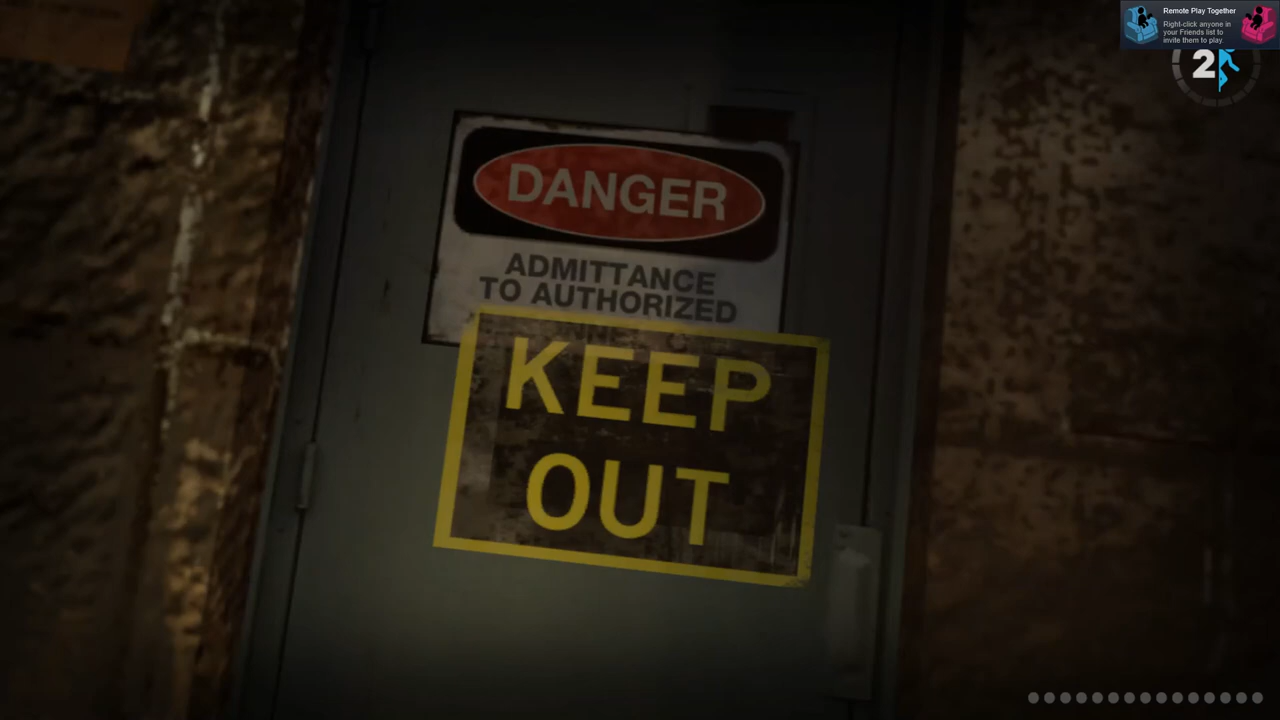 Remote Play Together
Right-click anyone in
your Friends list to
invite them to play.
2
DANGER
ADMITTANCE
TO AUTHORIZED
KEEP
OUT